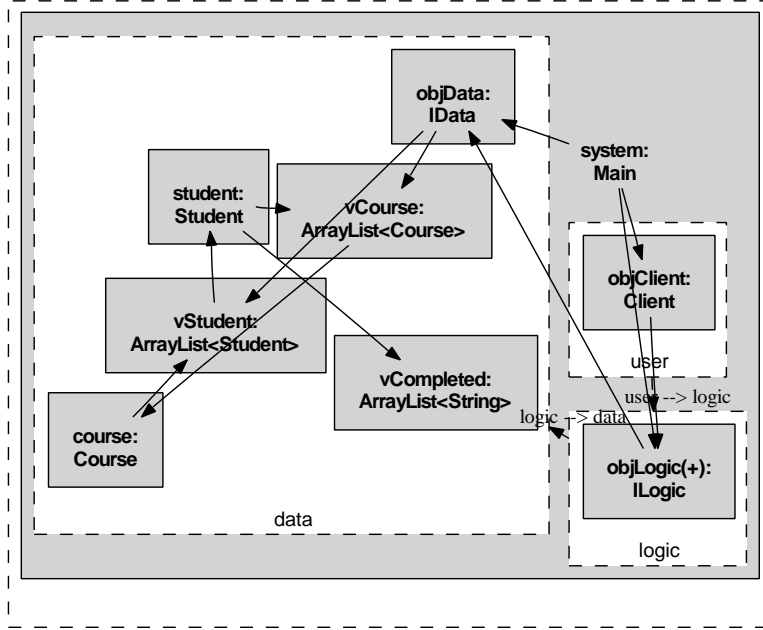 objData:
IData
system:
Main
student:
Student
vCourse:
ArrayList<Course>
objClient:
Client
user
vStudent:
ArrayList<Student>
vCompleted:
ArrayList<String>
user --> logic
logic --> data
course:
Course
objLogic(+):
ILogic
data
logic